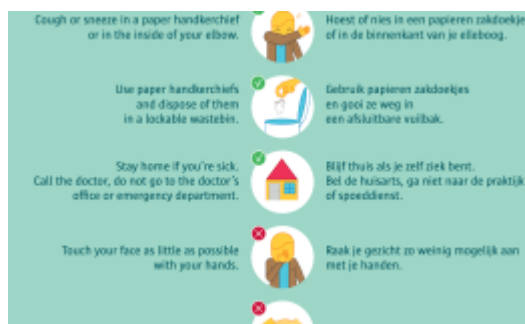 Cough or sneeze in a paper handkerchief
or in the inside of your elbow.
Hoest of nies in een papieren zakdoekje
of in de binnenkant van je elleboog.
Use paper handkerchiefs
and dispose of them
in a lockable wastebin.
Gebruik papieren zakdoekjes
en gooi ze weg in
een afsluitbare vuilbak.
Stay home if you're sick.
Call the doctor, do not go to the doctor's
office or emergency department.
Blijf thuis als je zelf ziek bent.
Bel de huisarts, ga niet naar de praktijk
of spoeddienst.
Touch your face as little as possible
with your hands.
Raak je gezicht zo weinig mogelijk aan
met je handen.